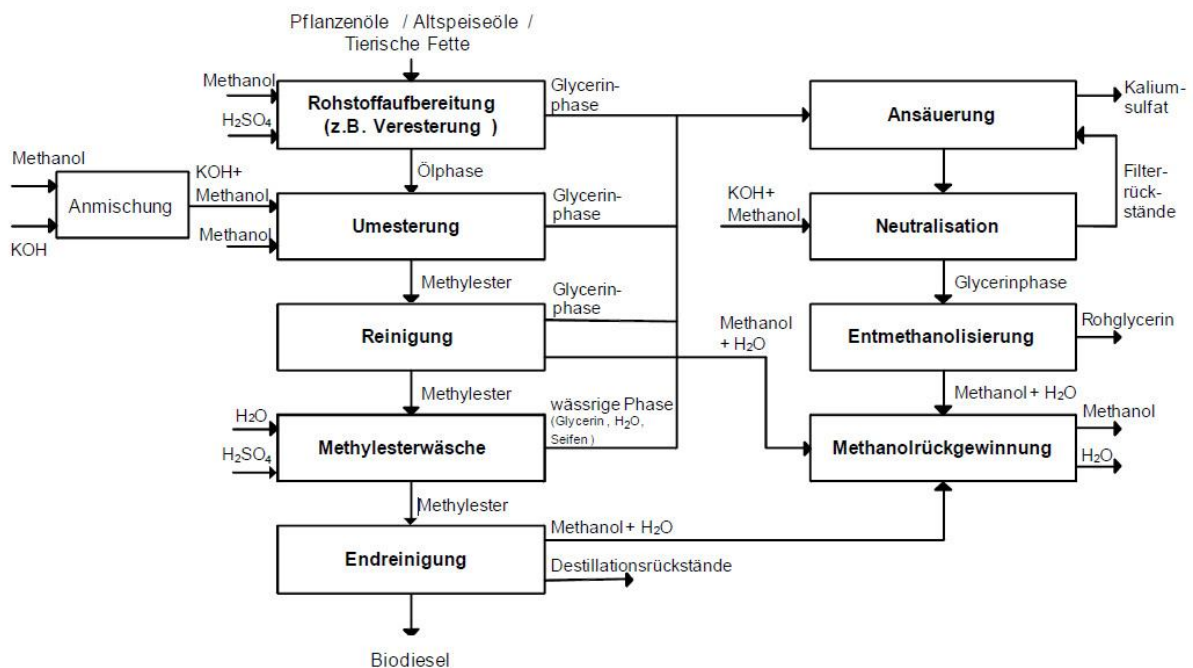 Pflanzenöle / Altspeiseöle /
Tierische Fette
Methanol
H₂SO₄
Rohstoffaufbereitung
(z.B. Veresterung )
Glycerin-
phase
Ansäuerung
Kalium-
sulfat
Ölphase
Methanol
KOH
Anmischung
KOH+
Methanol
Methanol
Umesterung
Glycerin-
phase
KOH+
Methanol
Neutralisation
Filter-
rück-
stände
Methylester
Glycerinphase
Reinigung
Glycerin-
phase
Methanol
+ H₂O
Entmethanolisierung
Rohglycerin
Methylester
Methanol + H₂O
H₂O
H₂SO₄
Methylesterwäsche
wässrige Phase
(Glycerin , H₂O,
Seifen )
Methanolrückgewinnung
Methanol
H₂O
Methylester
Endreinigung
Methanol + H₂O
Destillationsrückstände
Biodiesel